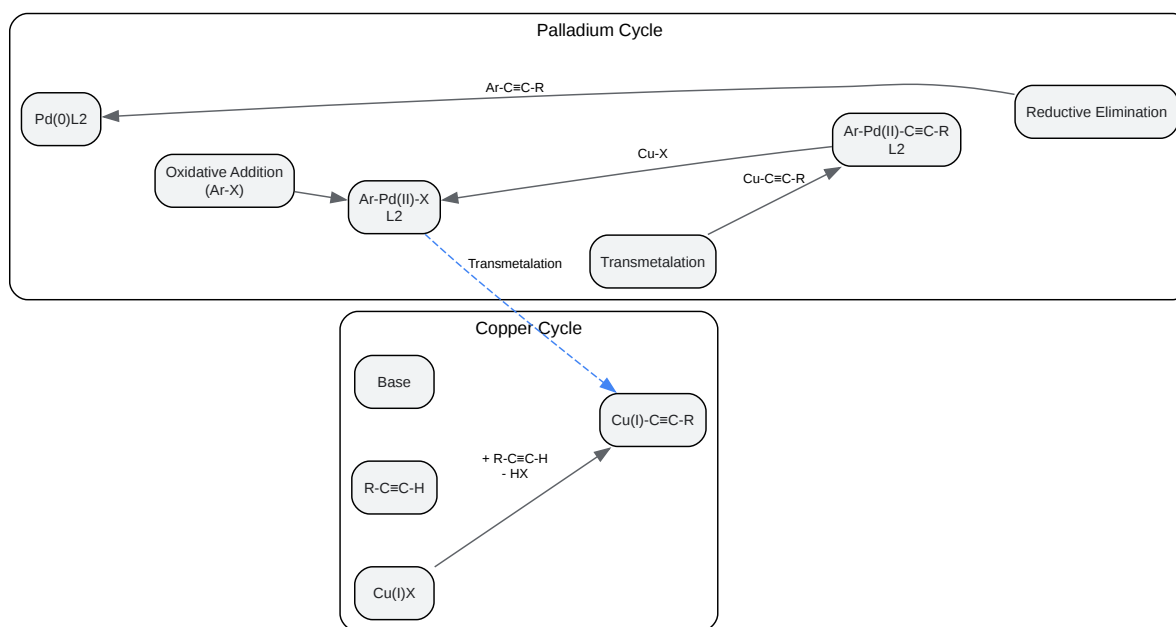 Palladium Cycle
Ar-C≡C-R
Pd(0)L2
Reductive Elimination
Ar-Pd(II)-C≡C-R
L2
Cu-X
Oxidative Addition
(Ar-X)
Cu-C≡C-R
Ar-Pd(II)-X
L2
Transmetalation
Transmetalation
Copper Cycle
Base
Cu(I)-C≡C-R
+ R-C≡C-H
- HX
R-C≡C-H
Cu(I)X